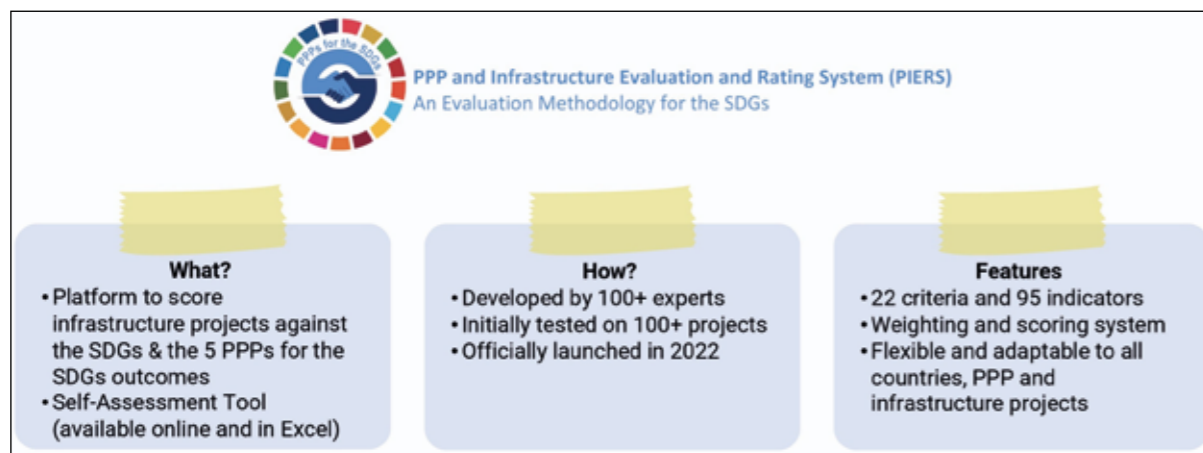 PPPs for the SDGs
PPP and Infrastructure Evaluation and Rating System (PIERS)
An Evaluation Methodology for the SDGs
What?
• Platform to score
infrastructure projects against
the SDGs & the 5 PPPs for the
SDGs outcomes
• Self-Assessment Tool
(available online and in Excel)
How?
• Developed by 100+ experts
• Initially tested on 100+ projects
• Officially launched in 2022
Features
• 22 criteria and 95 indicators
• Weighting and scoring system
• Flexible and adaptable to all
countries, PPP and
infrastructure projects